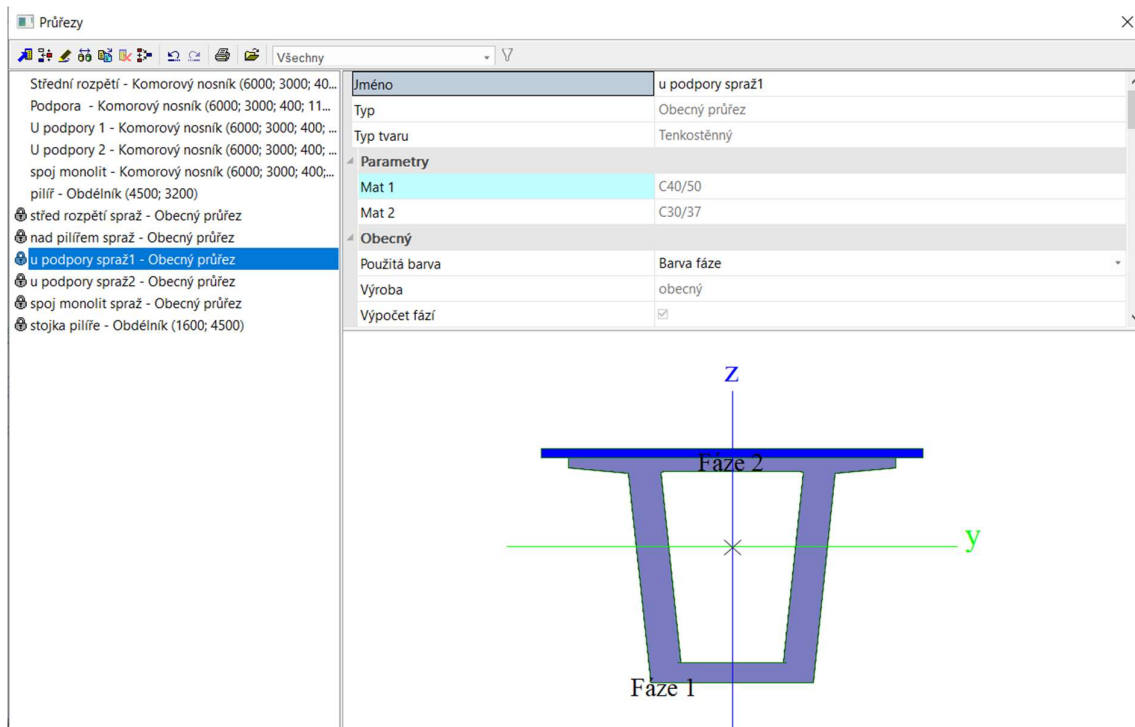 Průřezy
Všechny
Střední rozpětí - Komorový nosník (6000; 3000; 40...
Podpora - Komorový nosník (6000; 3000; 400; 11...
U podpory 1 - Komorový nosník (6000; 3000; 400; ...
U podpory 2 - Komorový nosník (6000; 3000; 400; ...
spoj monolit - Komorový nosník (6000; 3000; 400;...
pilíř - Obdélník (4500; 3200)
střed rozpětí spraž - Obecný průřez
nad pilířem spraž - Obecný průřez
u podpory spraž1 - Obecný průřez
u podpory spraž2 - Obecný průřez
spoj monolit spraž - Obecný průřez
stojka pilíře - Obdélník (1600; 4500)
Jméno u podpory spraž1
Typ Obecný průřez
Typ tvaru Tenkostěnný
Parametry
Mat 1 C40/50
Mat 2 C30/37
Obecný
Použitá barva Barva fáze
Výroba obecný
Výpočet fází
z
Fáze 2
y
Fáze 1